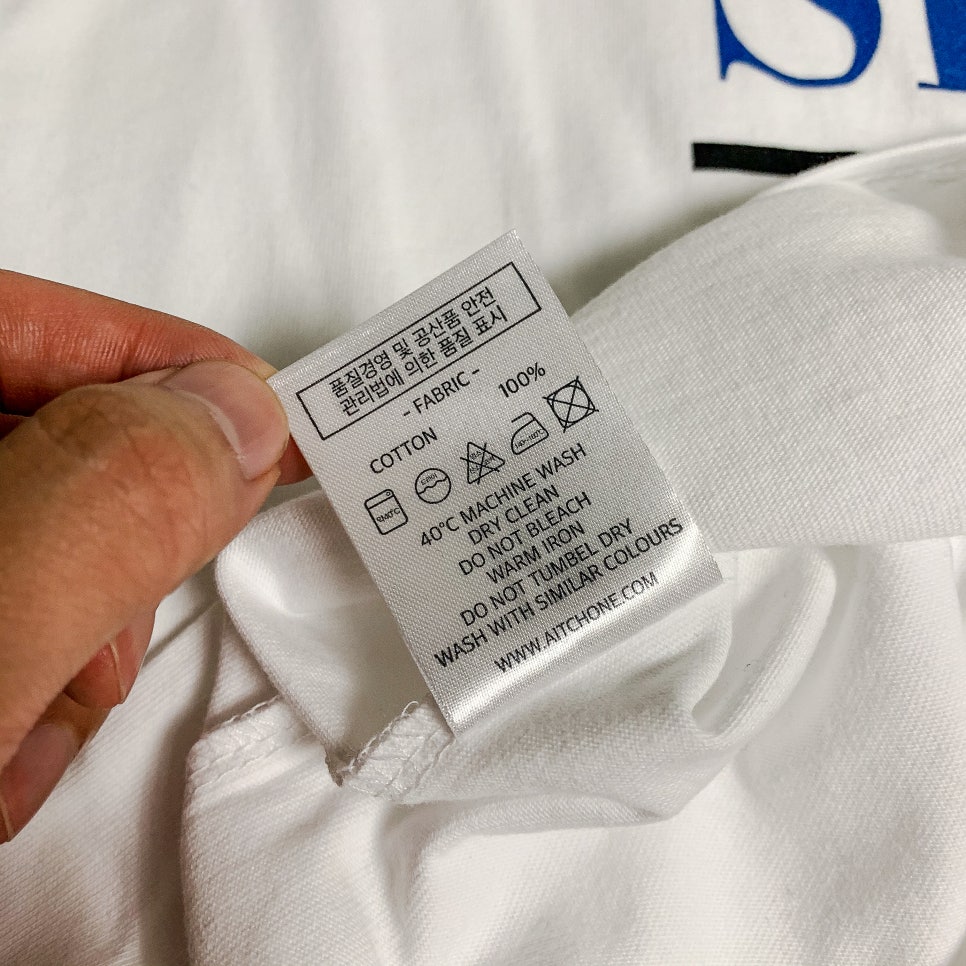 S
품질경영 및 공산품 안전
관리법에 의한 품질 표시
- FABRIC -
COTTON 100%
40°C MACHINE WASH
DRY CLEAN
DO NOT BLEACH
WARM IRON
DO NOT TUMBEL DRY
WASH WITH SIMILAR COLOURS
WWW.AITCHONE.COM